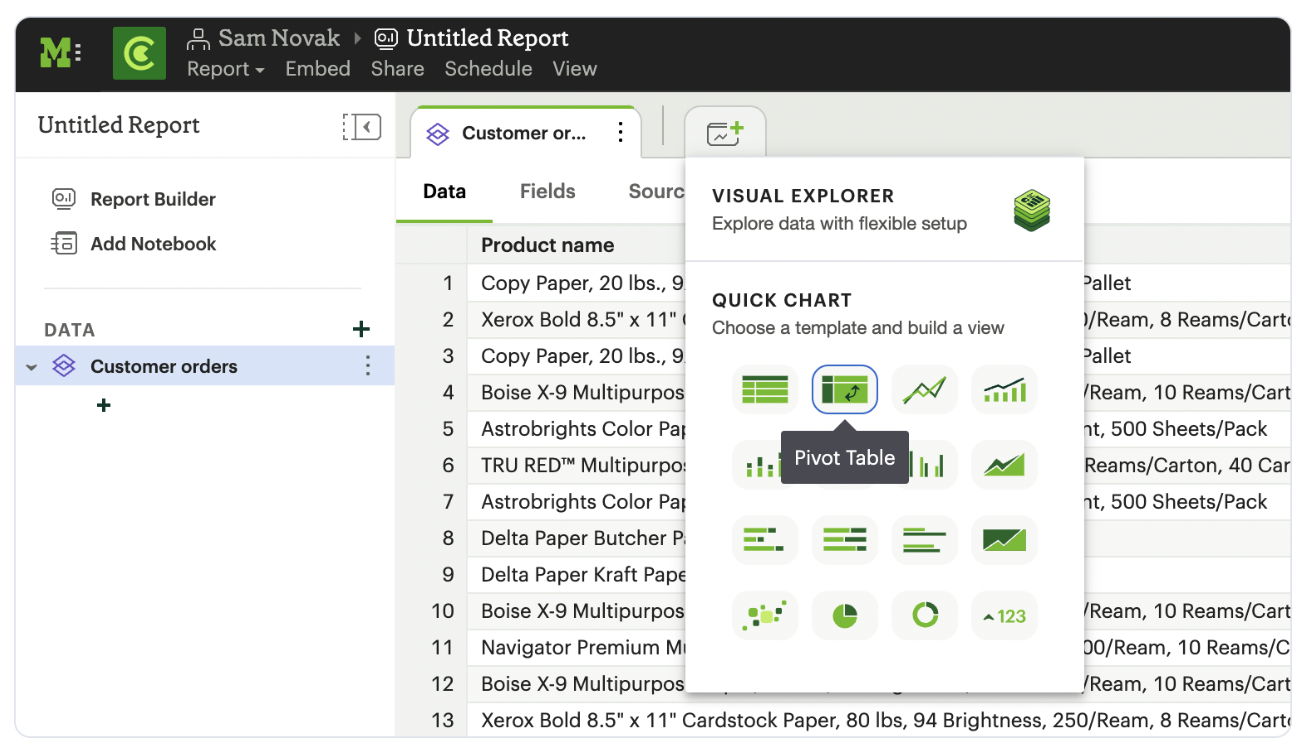 M
Sam Novak
Untitled Report
Report
Embed
Share
Schedule
View
Untitled Report
Report Builder
Add Notebook
DATA
Customer orders
Customer or...
Data
Fields
Sourc
VISUAL EXPLORER
Explore data with flexible setup
QUICK CHART
Choose a template and build a view
Pivot Table
123
Product name
1 Copy Paper, 20 lbs., 9 Pallet
2 Xerox Bold 8.5" x 11" /Ream, 8 Reams/Carto
3 Copy Paper, 20 lbs., 9 Pallet
4 Boise X-9 Multipurpos /Ream, 10 Reams/Cart
5 Astrobrights Color Pap nt, 500 Sheets/Pack
6 TRU RED™ Multipurpos Reams/Carton, 40 Car
7 Astrobrights Color Pap nt, 500 Sheets/Pack
8 Delta Paper Butcher P
9 Delta Paper Kraft Pape
10 Boise X-9 Multipurpos /Ream, 10 Reams/Cart
11 Navigator Premium Mu 00/Ream, 10 Reams/C
12 Boise X-9 Multipurpos /Ream, 10 Reams/Cart
13 Xerox Bold 8.5" x 11" Cardstock Paper, 80 lbs, 94 Brightness, 250/Ream, 8 Reams/Carto